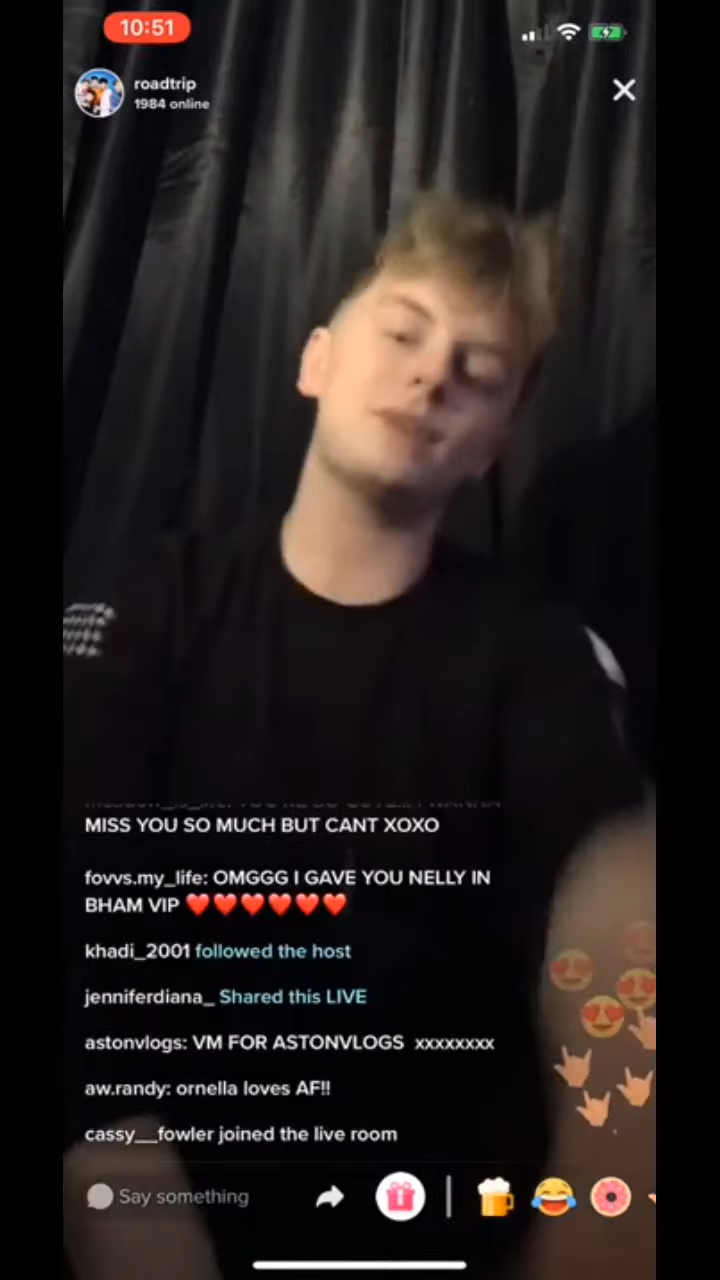 10:51
roadtrip
1984 online
MISS YOU SO MUCH BUT CANT XOXO
fovvs.my_life: OMGGG I GAVE YOU NELLY IN
BHAM VIP ❤️❤️❤️❤️❤️❤️
khadi_2001 followed the host
jenniferdiana_ Shared this LIVE
astonvlogs: VM FOR ASTONVLOGS xxxxxxxx
aw.randy: ornella loves AF!!
cassy__fowler joined the live room
Say something